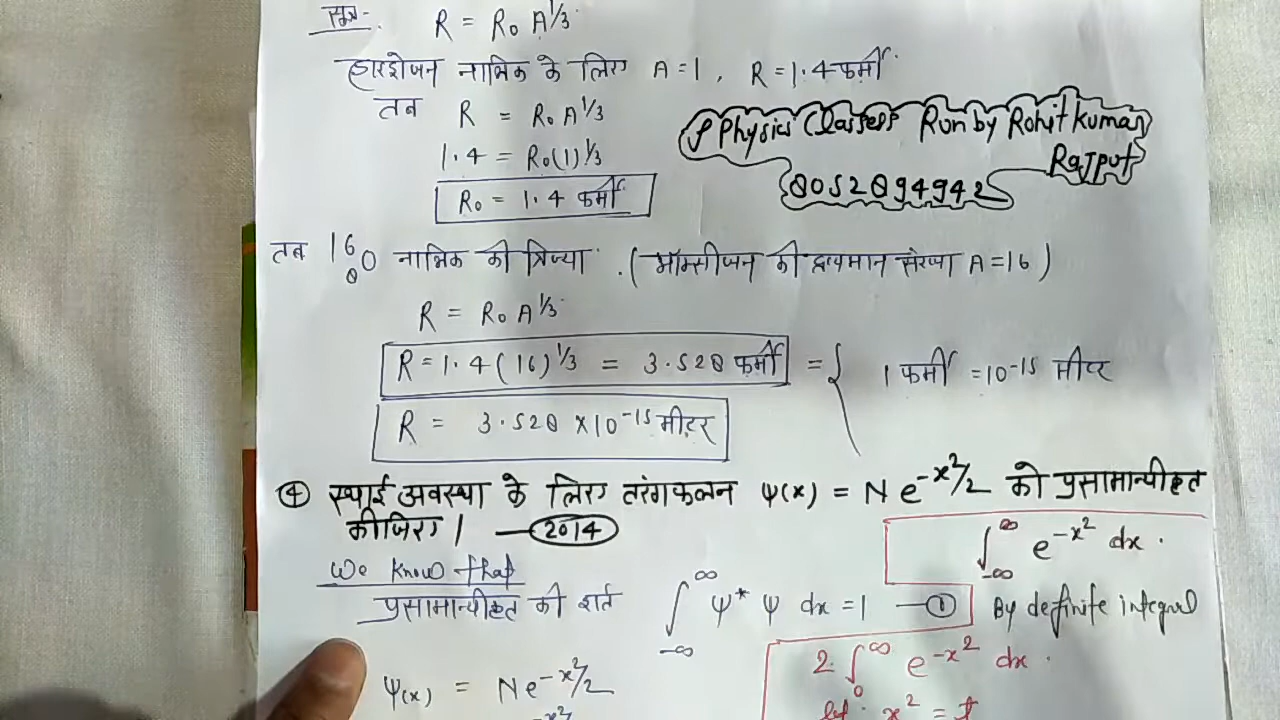 सूत्र-
R = R₀ A^1/3
हाइड्रोजन नाभिक के लिए A = 1, R = 1.4 फर्मी
तब R = R₀ A^1/3
1.4 = R₀ (1)^1/3
R₀ = 1.4 फर्मी
Physics Classes Run by Rohit kumar
Rajput
8052894942
तब ¹⁶₈O नाभिक की त्रिज्या . (ऑक्सीजन की द्रव्यमान संख्या A = 16)
R = R₀ A^1/3
R = 1.4 (16)^1/3 = 3.528 फर्मी = { 1 फर्मी = 10⁻¹⁵ मीटर
R = 3.528 × 10⁻¹⁵ मीटर
④ स्थाई अवस्था के लिए तरंगफलन ψ(x) = N e^-x²/2 को प्रसामान्यीकृत
कीजिए। — 2014
∫_-∞^∞ e^-x² dx .
We know that
प्रसामान्यीकृत की शर्त ∫_-∞^∞ ψ* ψ dx = 1 — ① By definite integral
2 . ∫_0^∞ e^-x² dx .
ψ(x) = N e^-x²/2
let x² = t